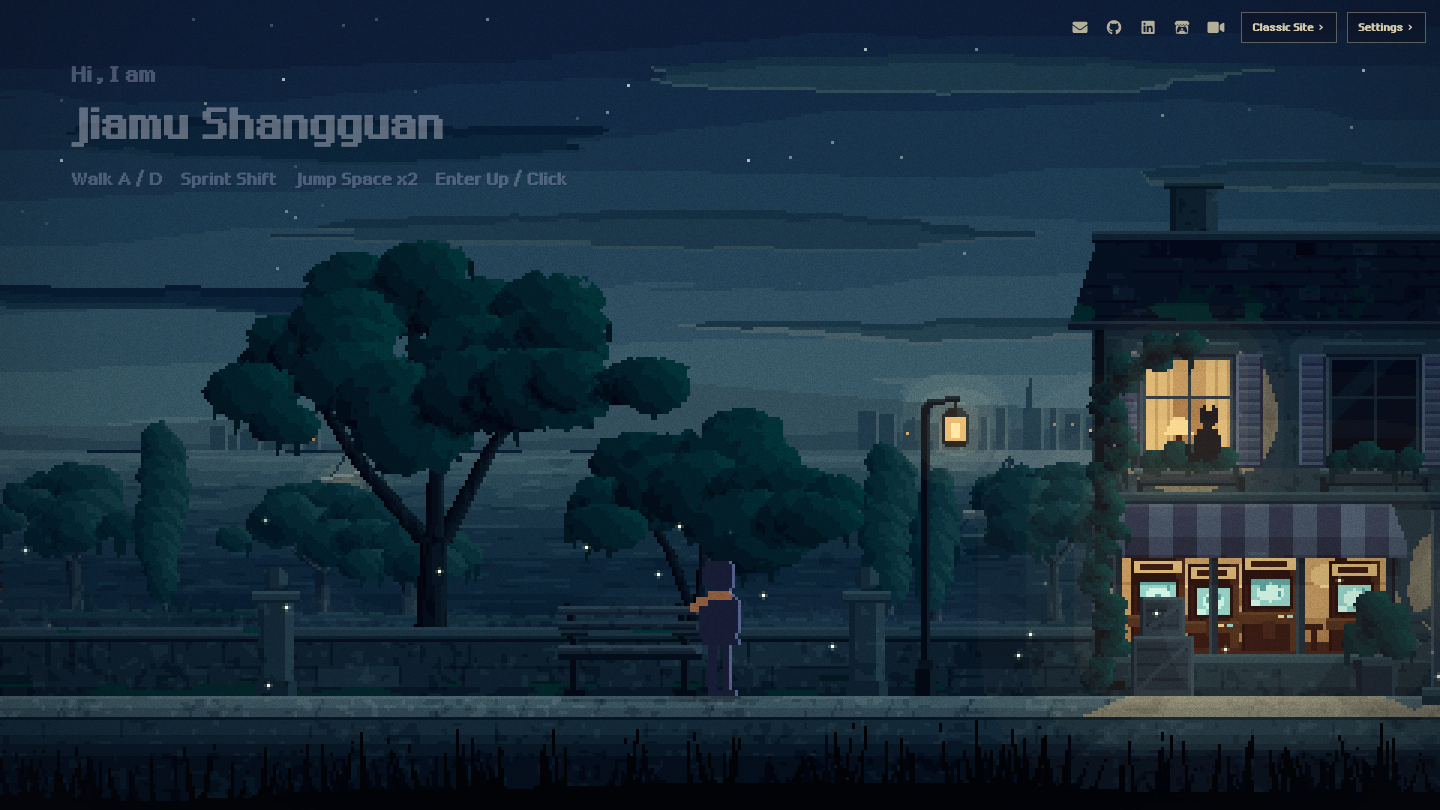 Classic Site ›
Settings ›
Hi, I am
Jiamu Shangguan
Walk A / D Sprint Shift Jump Space x2 Enter Up / Click